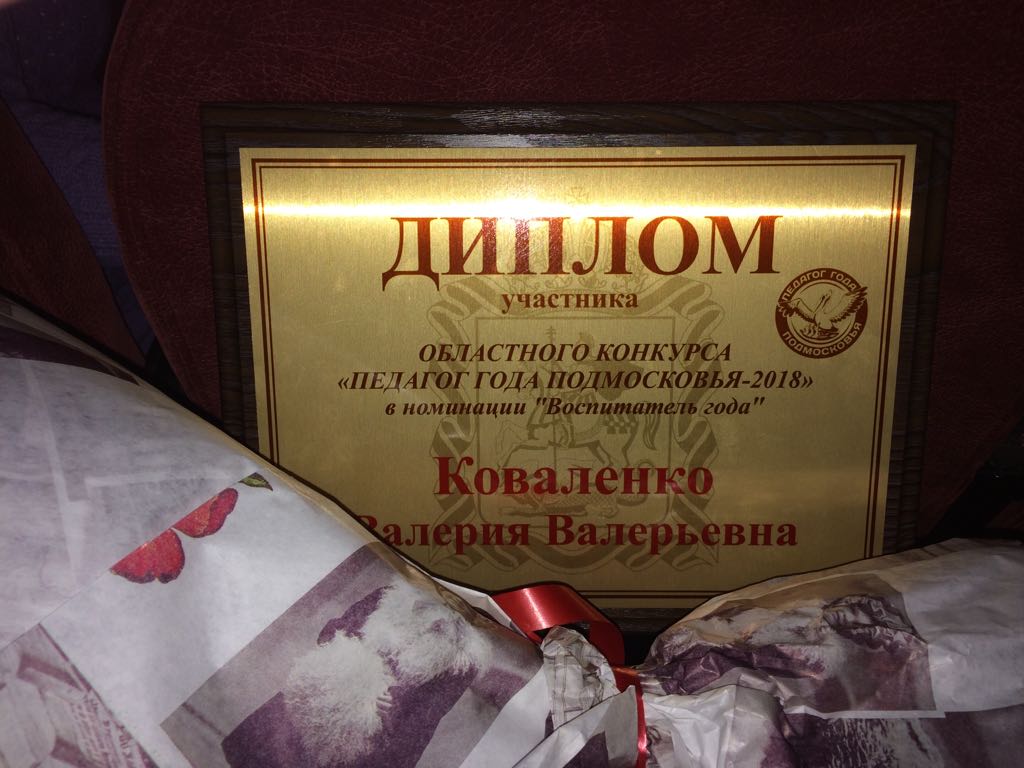 ДИПЛОМ
участника
ПЕДАГОГ ГОДА
ПОДМОСКОВЬЯ
ОБЛАСТНОГО КОНКУРСА
«ПЕДАГОГ ГОДА ПОДМОСКОВЬЯ-2018»
в номинации "Воспитатель года"
Коваленко
Валерия Валерьевна